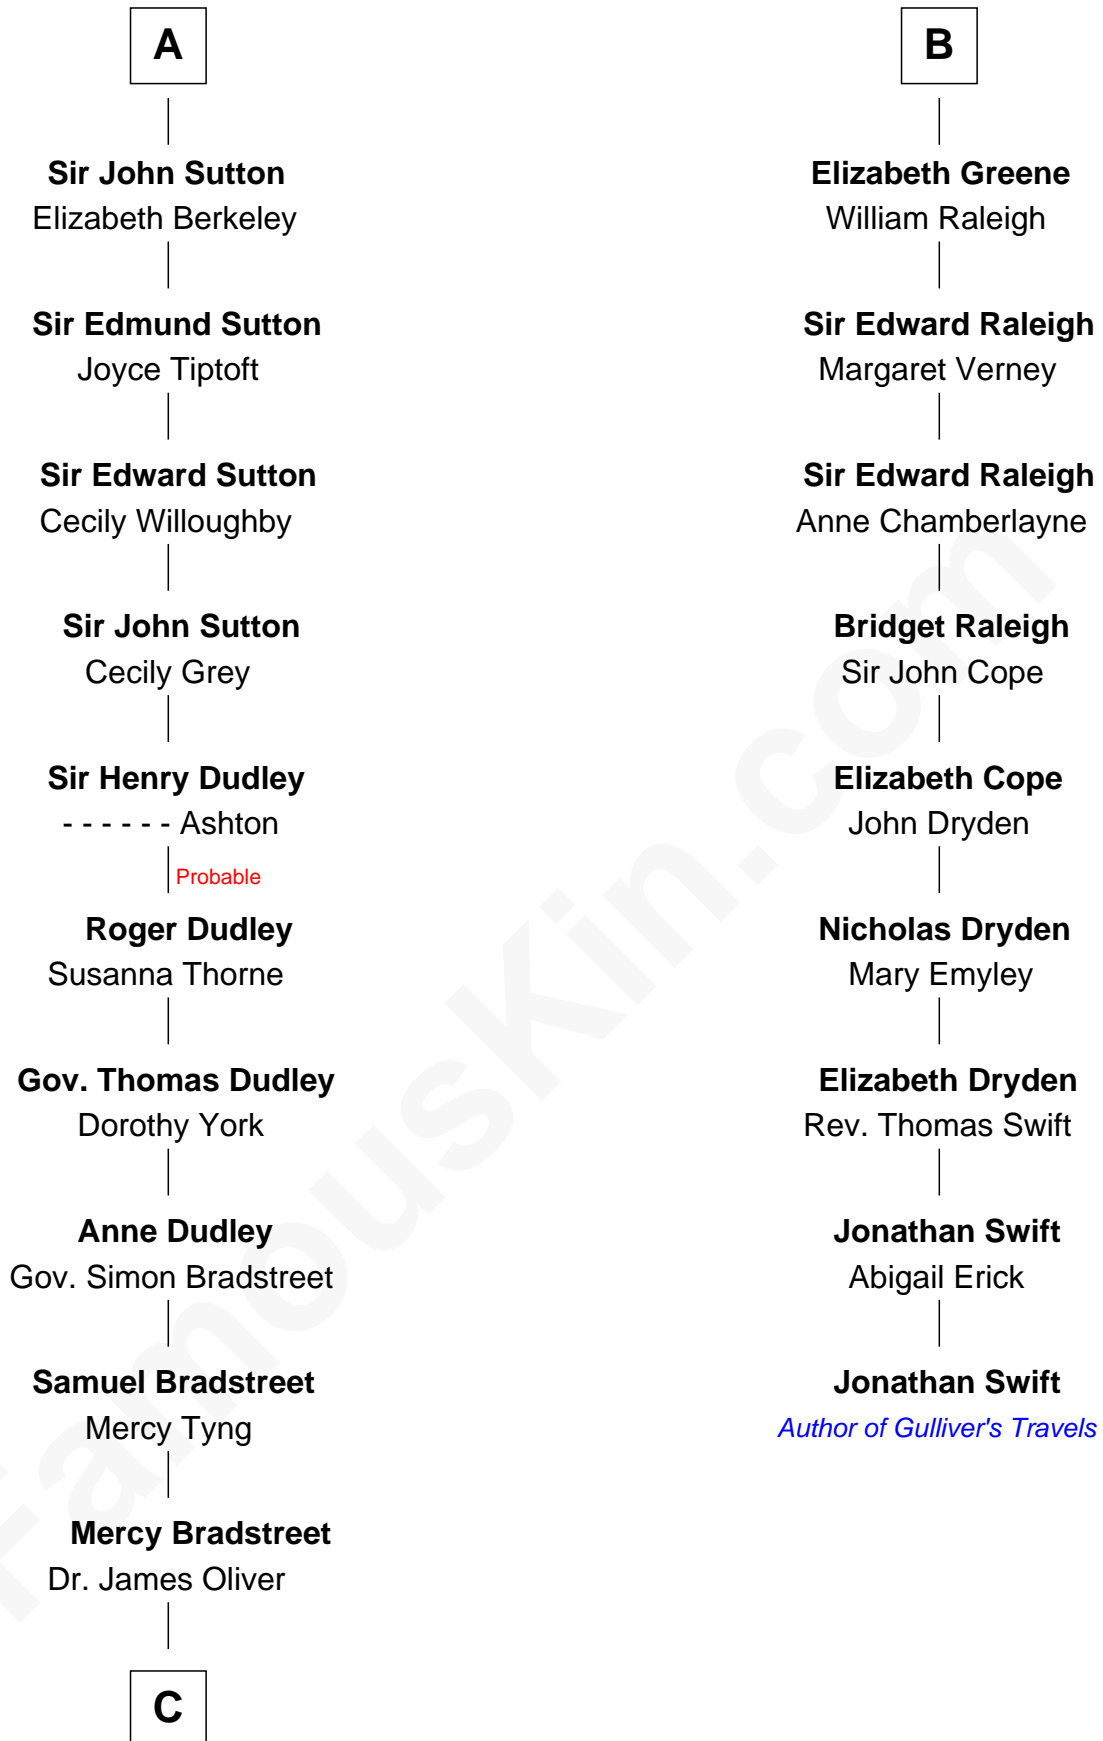 A
Sir John Sutton
Elizabeth Berkeley
Sir Edmund Sutton
Joyce Tiptoft
Sir Edward Sutton
Cecily Willoughby
Sir John Sutton
Cecily Grey
Sir Henry Dudley
- - - - - - Ashton
Probable
Roger Dudley
Susanna Thorne
Gov. Thomas Dudley
Dorothy York
Anne Dudley
Gov. Simon Bradstreet
Samuel Bradstreet
Mercy Tyng
Mercy Bradstreet
Dr. James Oliver
C
B
Elizabeth Greene
William Raleigh
Sir Edward Raleigh
Margaret Verney
Sir Edward Raleigh
Anne Chamberlayne
Bridget Raleigh
Sir John Cope
Elizabeth Cope
John Dryden
Nicholas Dryden
Mary Emyley
Elizabeth Dryden
Rev. Thomas Swift
Jonathan Swift
Abigail Erick
Jonathan Swift
Author of Gulliver's Travels
FamousKin.com